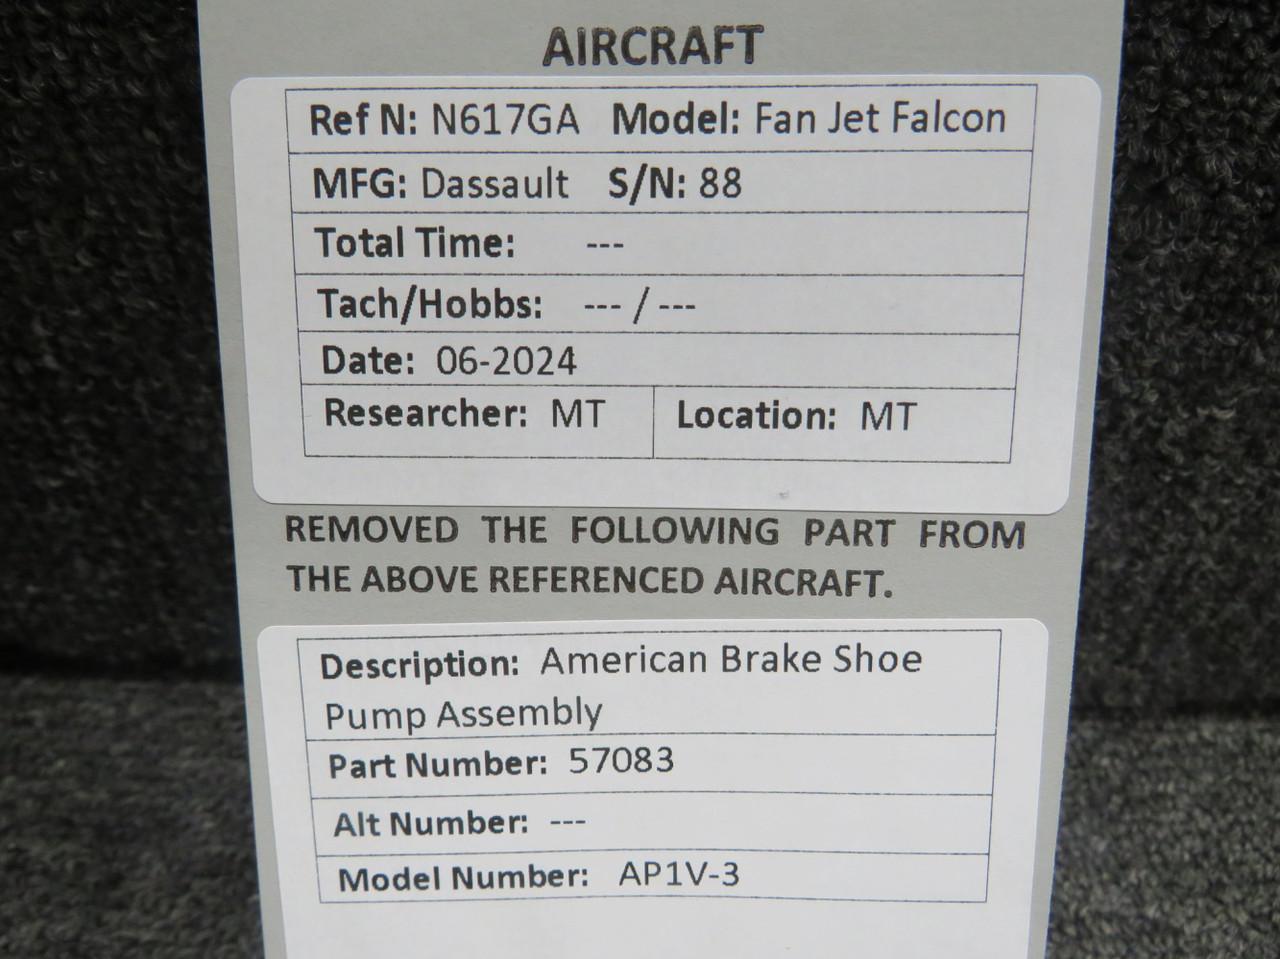 AIRCRAFT
Ref N: N617GA Model: Fan Jet Falcon
MFG: Dassault S/N: 88
Total Time: ---
Tach/Hobbs: --- / ---
Date: 06-2024
Researcher: MT Location: MT
REMOVED THE FOLLOWING PART FROM
THE ABOVE REFERENCED AIRCRAFT.
Description: American Brake Shoe
Pump Assembly
Part Number: 57083
Alt Number: ---
Model Number: AP1V-3